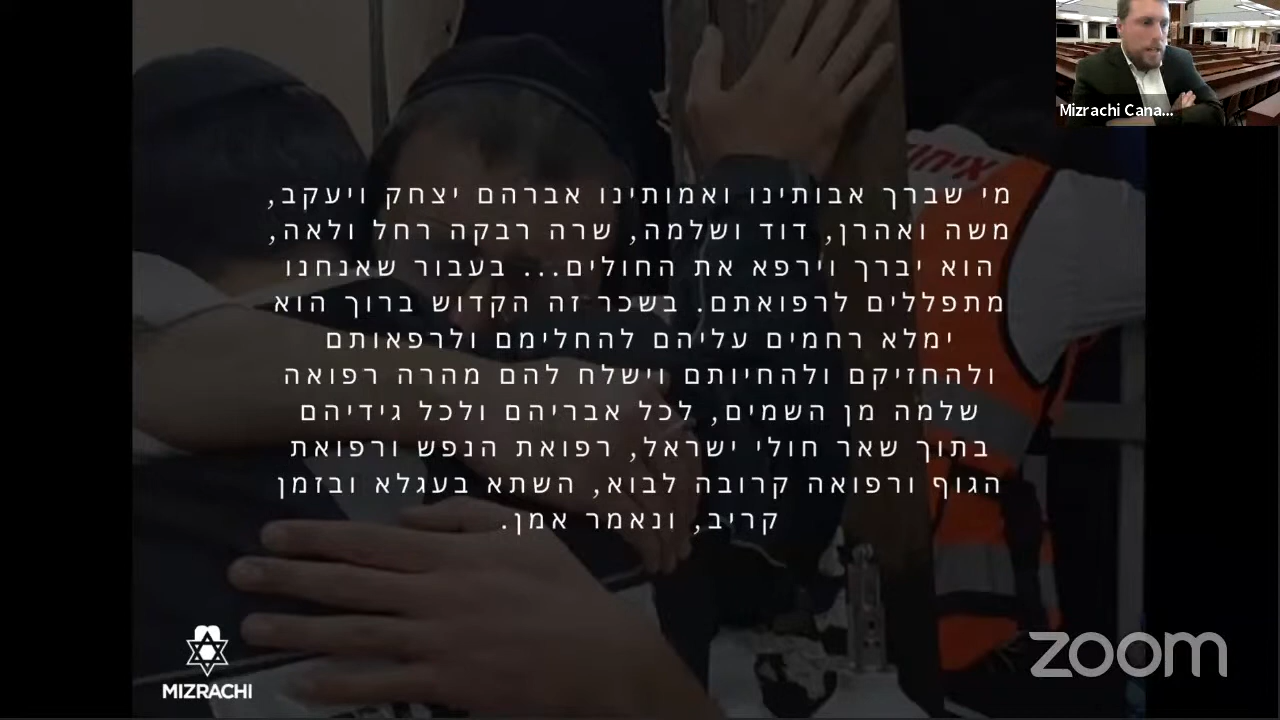 Mizrachi Cana...
איחוד
מי שברך אבותינו ואמותינו אברהם יצחק ויעקב,
משה ואהרן, דוד ושלמה, שרה רבקה רחל ולאה,
הוא יברך וירפא את החולים... בעבור שאנחנו
מתפללים לרפואתם. בשכר זה הקדוש ברוך הוא
ימלא רחמים עליהם להחלימם ולרפאותם
ולהחזיקם ולהחיותם וישלח להם מהרה רפואה
שלמה מן השמים, לכל אבריהם ולכל גידיהם
בתוך שאר חולי ישראל, רפואת הנפש ורפואת
הגוף ורפואה קרובה לבוא, השתא בעגלא ובזמן
קריב, ונאמר אמן.
MIZRACHI
zoom